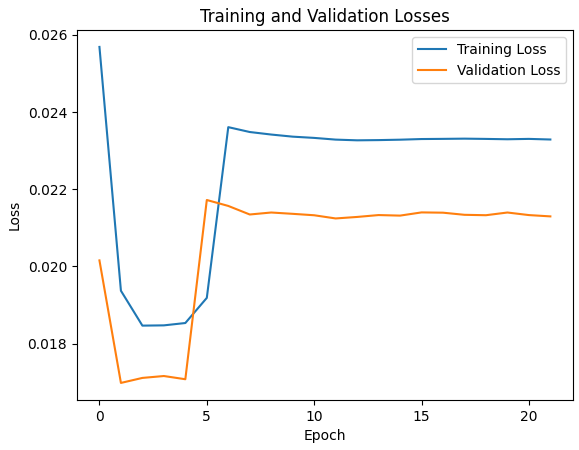 Training and Validation Losses
Training Loss
Validation Loss
Loss
0.026
0.024
0.022
0.020
0.018
0 5 10 15 20
Epoch